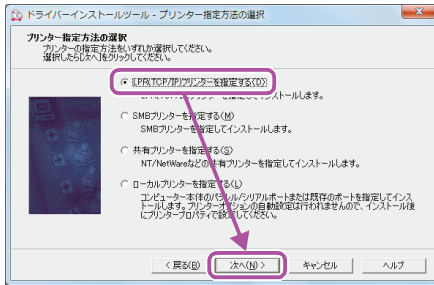 ドライバーインストールツール - プリンター指定方法の選択
プリンター指定方法の選択
プリンターの指定方法をいずれか選択してください。
選択したら[次へ]をクリックしてください。
LPR(TCP/IP)プリンターを指定する(O)
SMBプリンターを指定する(M)
SMBプリンターを指定してインストールします。
共有プリンターを指定する(S)
NT/NetWareなどの共有プリンターを指定してインストールします。
ローカルプリンターを指定する(L)
コンピューター本体のパラレル/シリアルポートまたは既存のポートを指定してインス
トールします。プリンターオプションの自動設定は行われませんので、インストール後
にプリンタープロパティで設定してください。
< 戻る(B) 次へ(N) > キャンセル ヘルプ